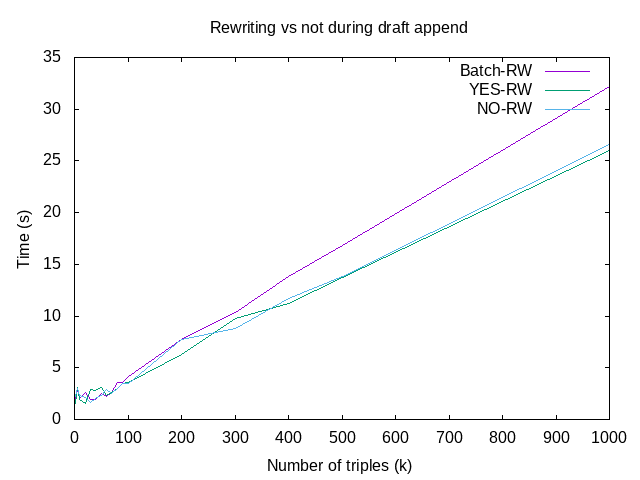 Rewriting vs not during draft append
35
30
25
20
15
10
5
0
Time (s)
Batch-RW
YES-RW
NO-RW
0 100 200 300 400 500 600 700 800 900 1000
Number of triples (k)